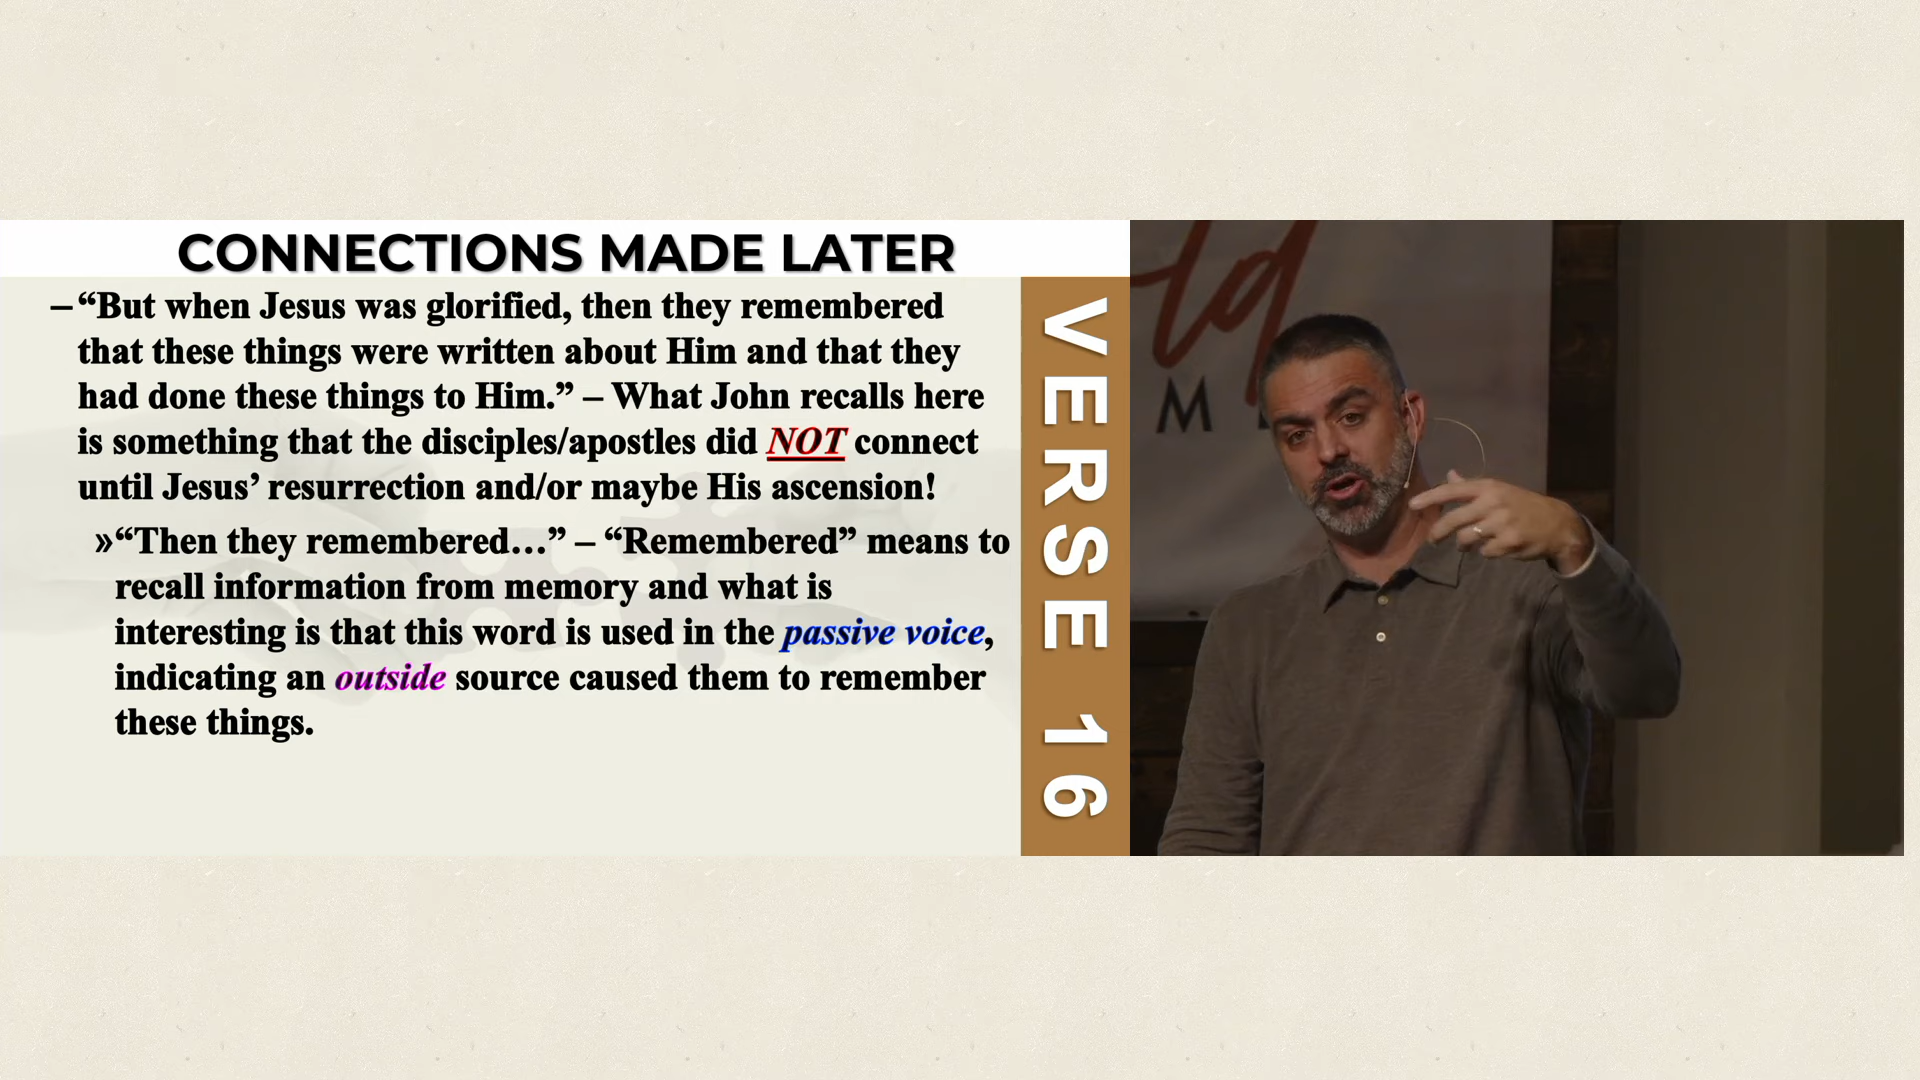 CONNECTIONS MADE LATER
– “But when Jesus was glorified, then they remembered
that these things were written about Him and that they
had done these things to Him.” – What John recalls here
is something that the disciples/apostles did NOT connect
until Jesus’ resurrection and/or maybe His ascension!
» “Then they remembered…” – “Remembered” means to
recall information from memory and what is
interesting is that this word is used in the passive voice,
indicating an outside source caused them to remember
these things.
VERSE 16